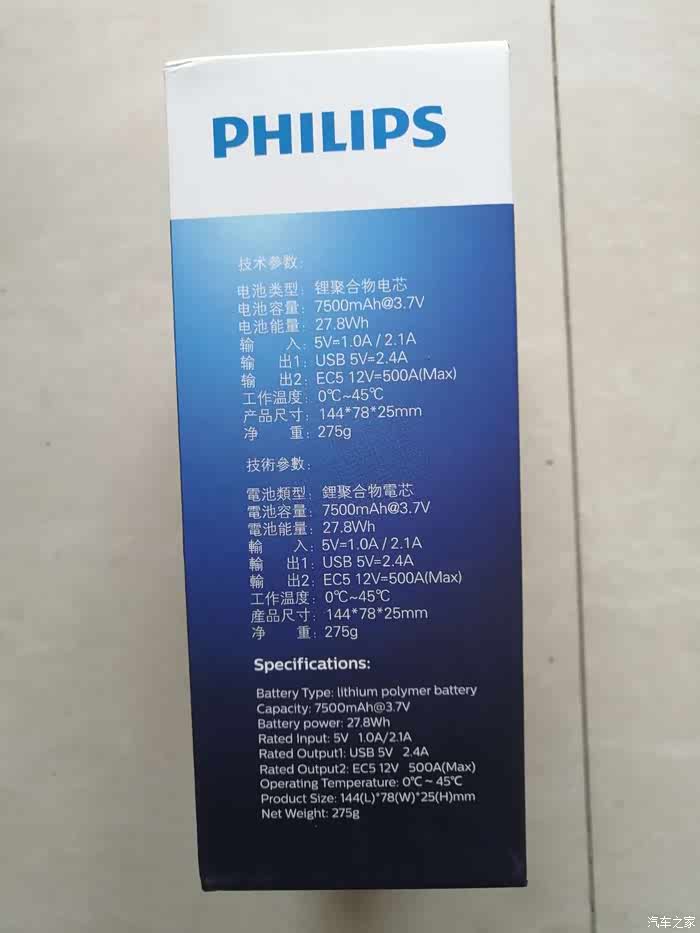 PHILIPS
技术参数:
电池类型: 锂聚合物电芯
电池容量: 7500mAh@3.7V
电池能量: 27.8Wh
输 入: 5V=1.0A / 2.1A
输 出1: USB 5V=2.4A
输 出2: EC5 12V=500A(Max)
工作温度: 0℃~45℃
产品尺寸: 144*78*25mm
净 重: 275g
技術參數:
電池類型: 鋰聚合物電芯
電池容量: 7500mAh@3.7V
電池能量: 27.8Wh
輸 入: 5V=1.0A / 2.1A
輸 出1: USB 5V=2.4A
輸 出2: EC5 12V=500A(Max)
工作温度: 0℃~45℃
産品尺寸: 144*78*25mm
净 重: 275g
Specifications:
Battery Type: lithium polymer battery
Capacity: 7500mAh@3.7V
Battery power: 27.8Wh
Rated Input: 5V 1.0A/2.1A
Rated Output1: USB 5V 2.4A
Rated Output2: EC5 12V 500A(Max)
Operating Temperature: 0℃ ~ 45℃
Product Size: 144(L)*78(W)*25(H)mm
Net Weight: 275g
汽车之家